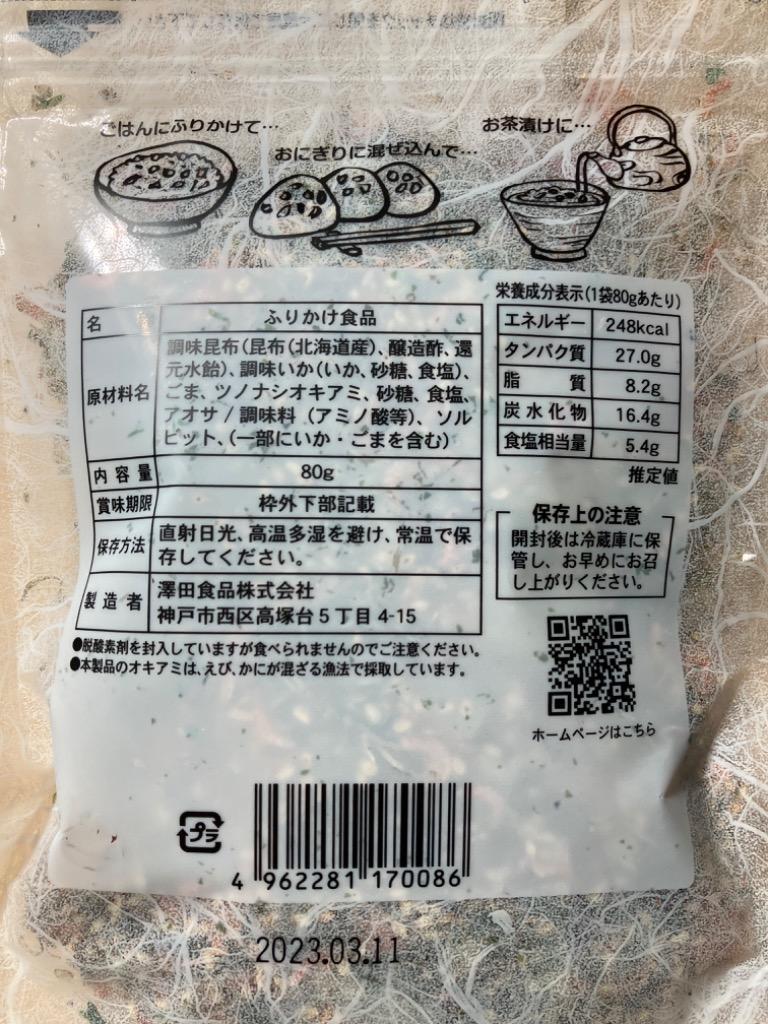 ごはんにふりかけて…
おにぎりに混ぜ込んで…
お茶漬けに…
名 ふりかけ食品
原材料名
調味昆布(昆布(北海道産)、醸造酢、還
元水飴)、調味いか(いか、砂糖、食塩)、
ごま、ツノナシオキアミ、砂糖、食塩、
アオサ / 調味料 (アミノ酸等)、ソル
ビット、(一部にいか・ごまを含む)
内容量 80g
賞味期限 枠外下部記載
保存方法
直射日光、高温多湿を避け、常温で保
存してください。
製造者
澤田食品株式会社
神戸市西区高塚台5丁目4-15
●脱酸素剤を封入していますが食べられませんのでご注意ください。
●本製品のオキアミは、えび、かにが混ざる漁法で採取しています。
栄養成分表示(1袋80gあたり)
エネルギー 248kcal
タンパク質 27.0g
脂質 8.2g
炭水化物 16.4g
食塩相当量 5.4g
推定値
保存上の注意
開封後は冷蔵庫に保
管し、お早めにお召
し上がりください。
ホームページはこちら
プラ
4 962281 170086
2023.03.11